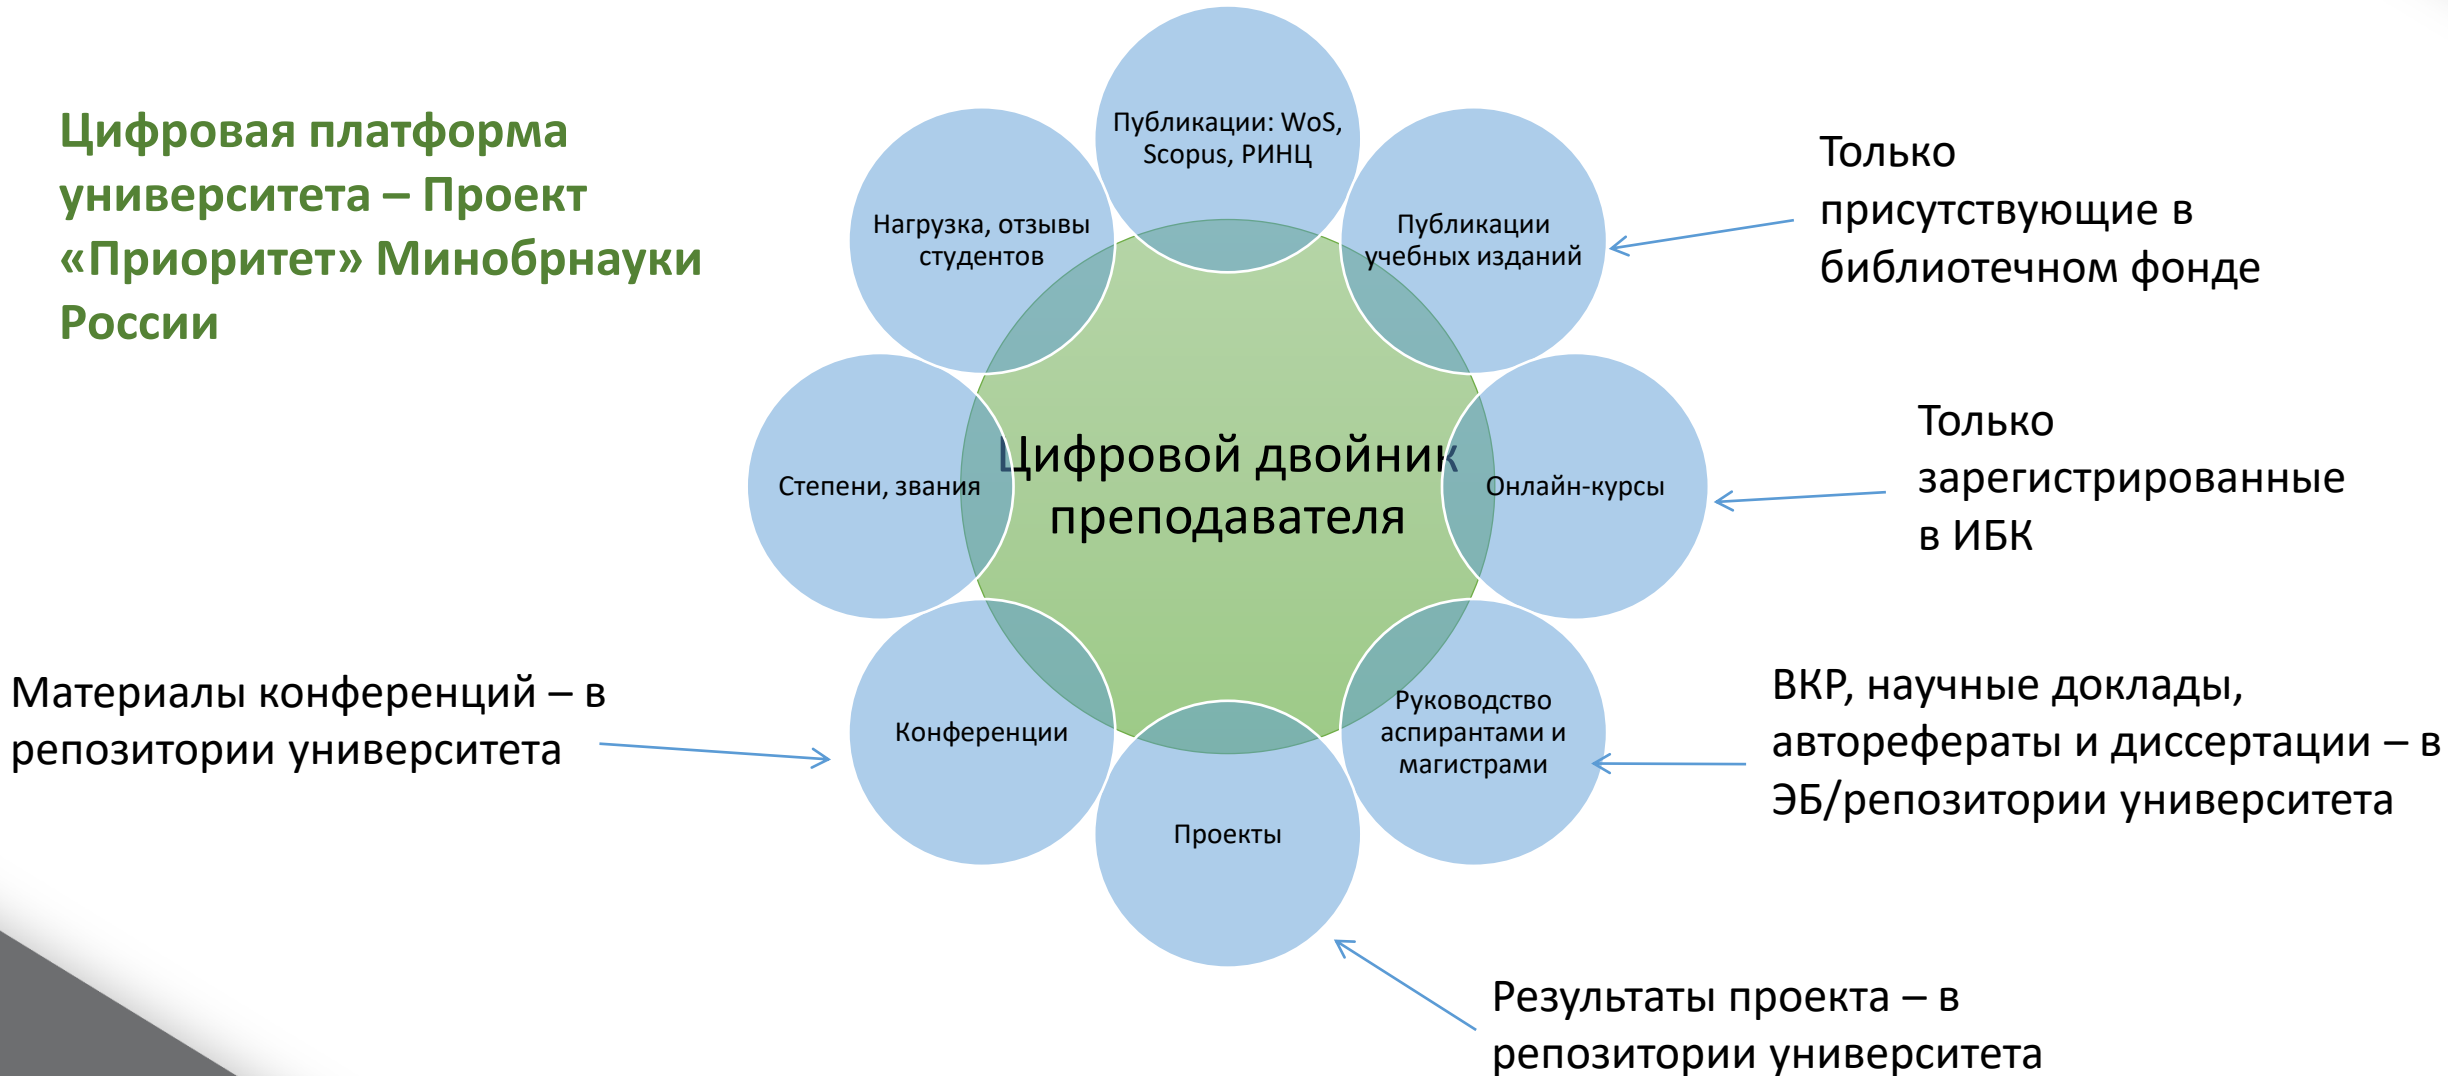 Цифровая платформа
университета – Проект
«Приоритет» Минобрнауки
России
Публикации: WoS,
Scopus, РИНЦ
Публикации
учебных изданий
Онлайн-курсы
Руководство
аспирантами и
магистрами
Проекты
Конференции
Степени, звания
Нагрузка, отзывы
студентов
Цифровой двойник
преподавателя
Только
присутствующие в
библиотечном фонде
Только
зарегистрированные
в ИБК
ВКР, научные доклады,
авторефераты и диссертации – в
ЭБ/репозитории университета
Результаты проекта – в
репозитории университета
Материалы конференций – в
репозитории университета